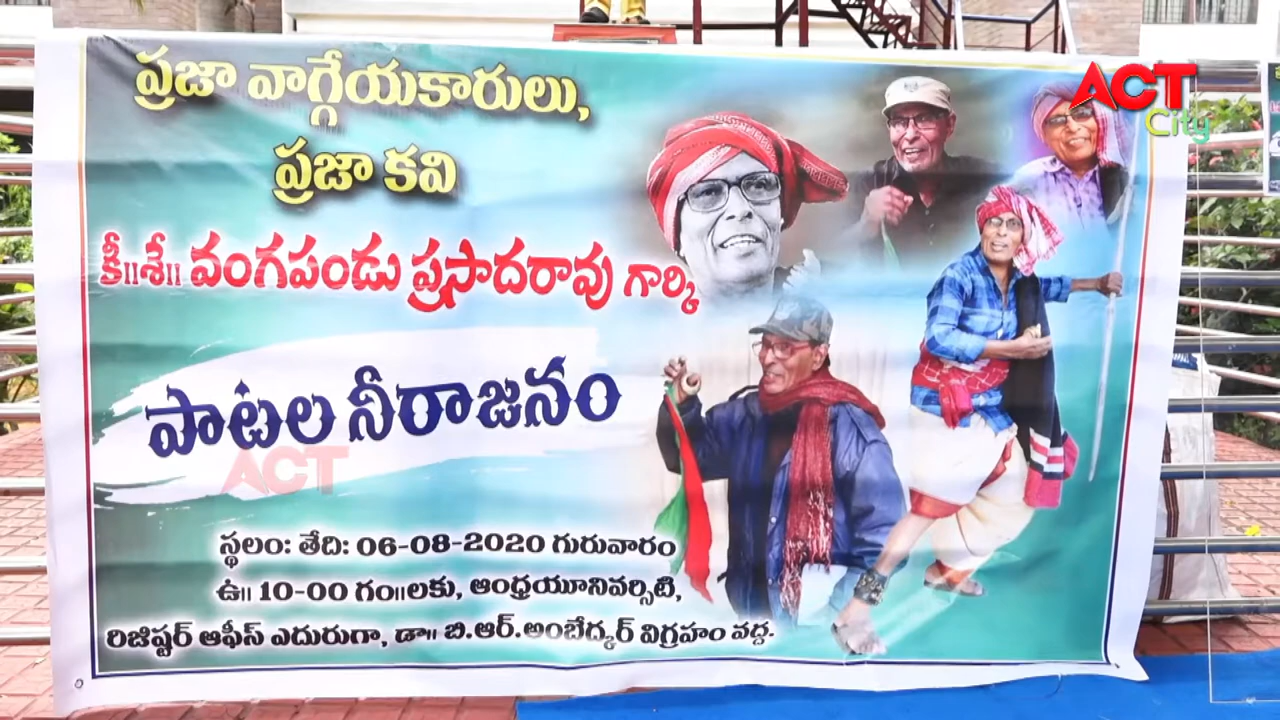 ప్రజా వాగ్గేయకారులు,
ప్రజా కవి
కీ॥శే॥ వంగపండు ప్రసాదరావు గార్కి
పాటల నీరాజనం
స్థలం: తేది: 06-08-2020 గురువారం
ఉ॥ 10-00 గం॥లకు, ఆంధ్రయూనివర్సిటి,
రిజిష్టర్ ఆఫీస్ ఎదురుగా, డా॥ బి.ఆర్.అంబేద్కర్ విగ్రహం వద్ద.
ACT
City
ACT